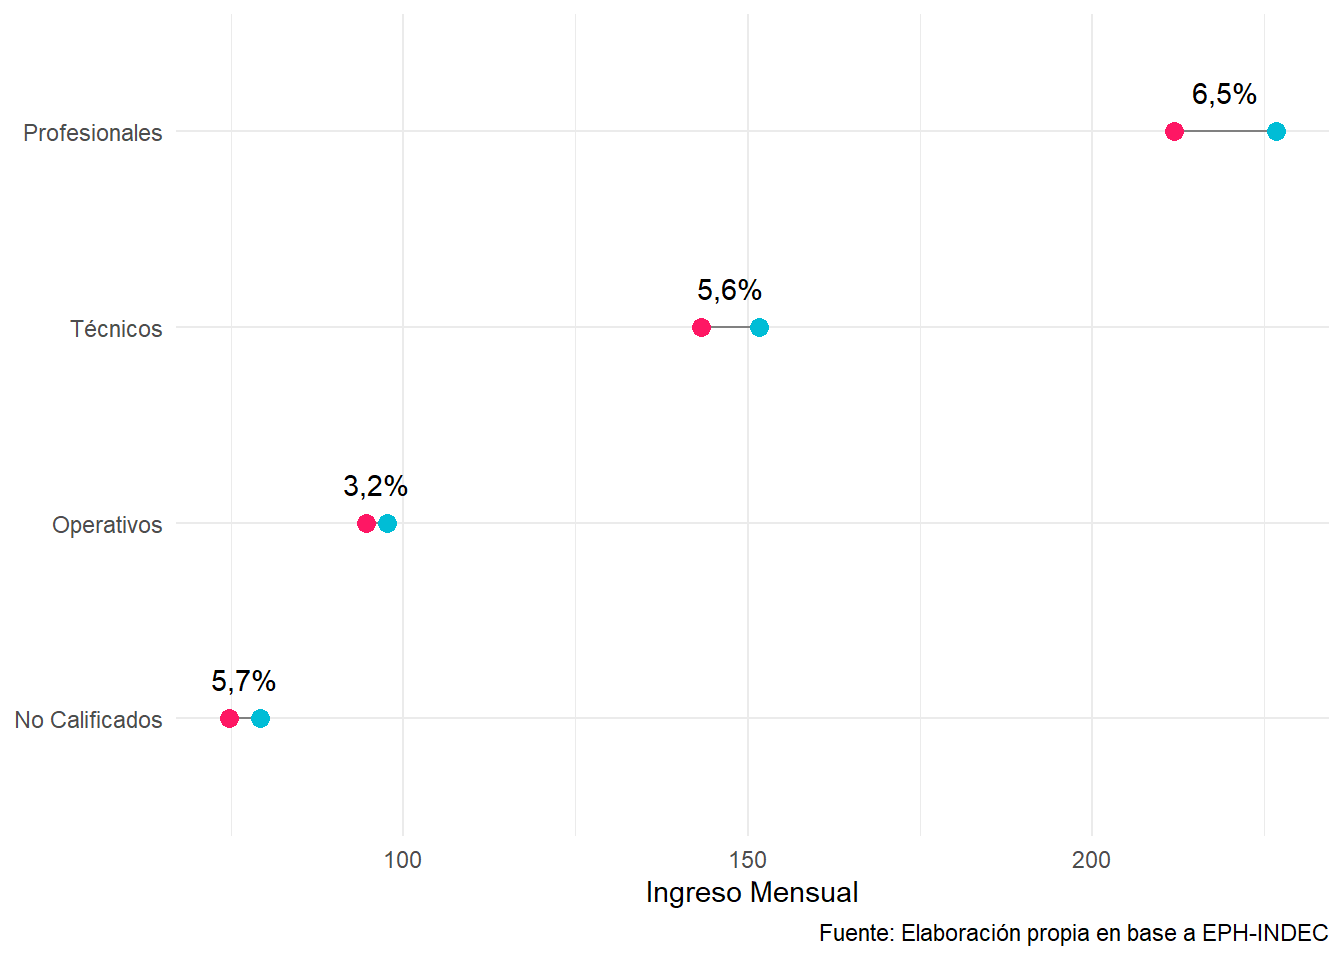 6,5%
Profesionales
5,6%
Técnicos
3,2%
Operativos
5,7%
No Calificados
100 150 200
Ingreso Mensual
Fuente: Elaboración propia en base a EPH-INDEC